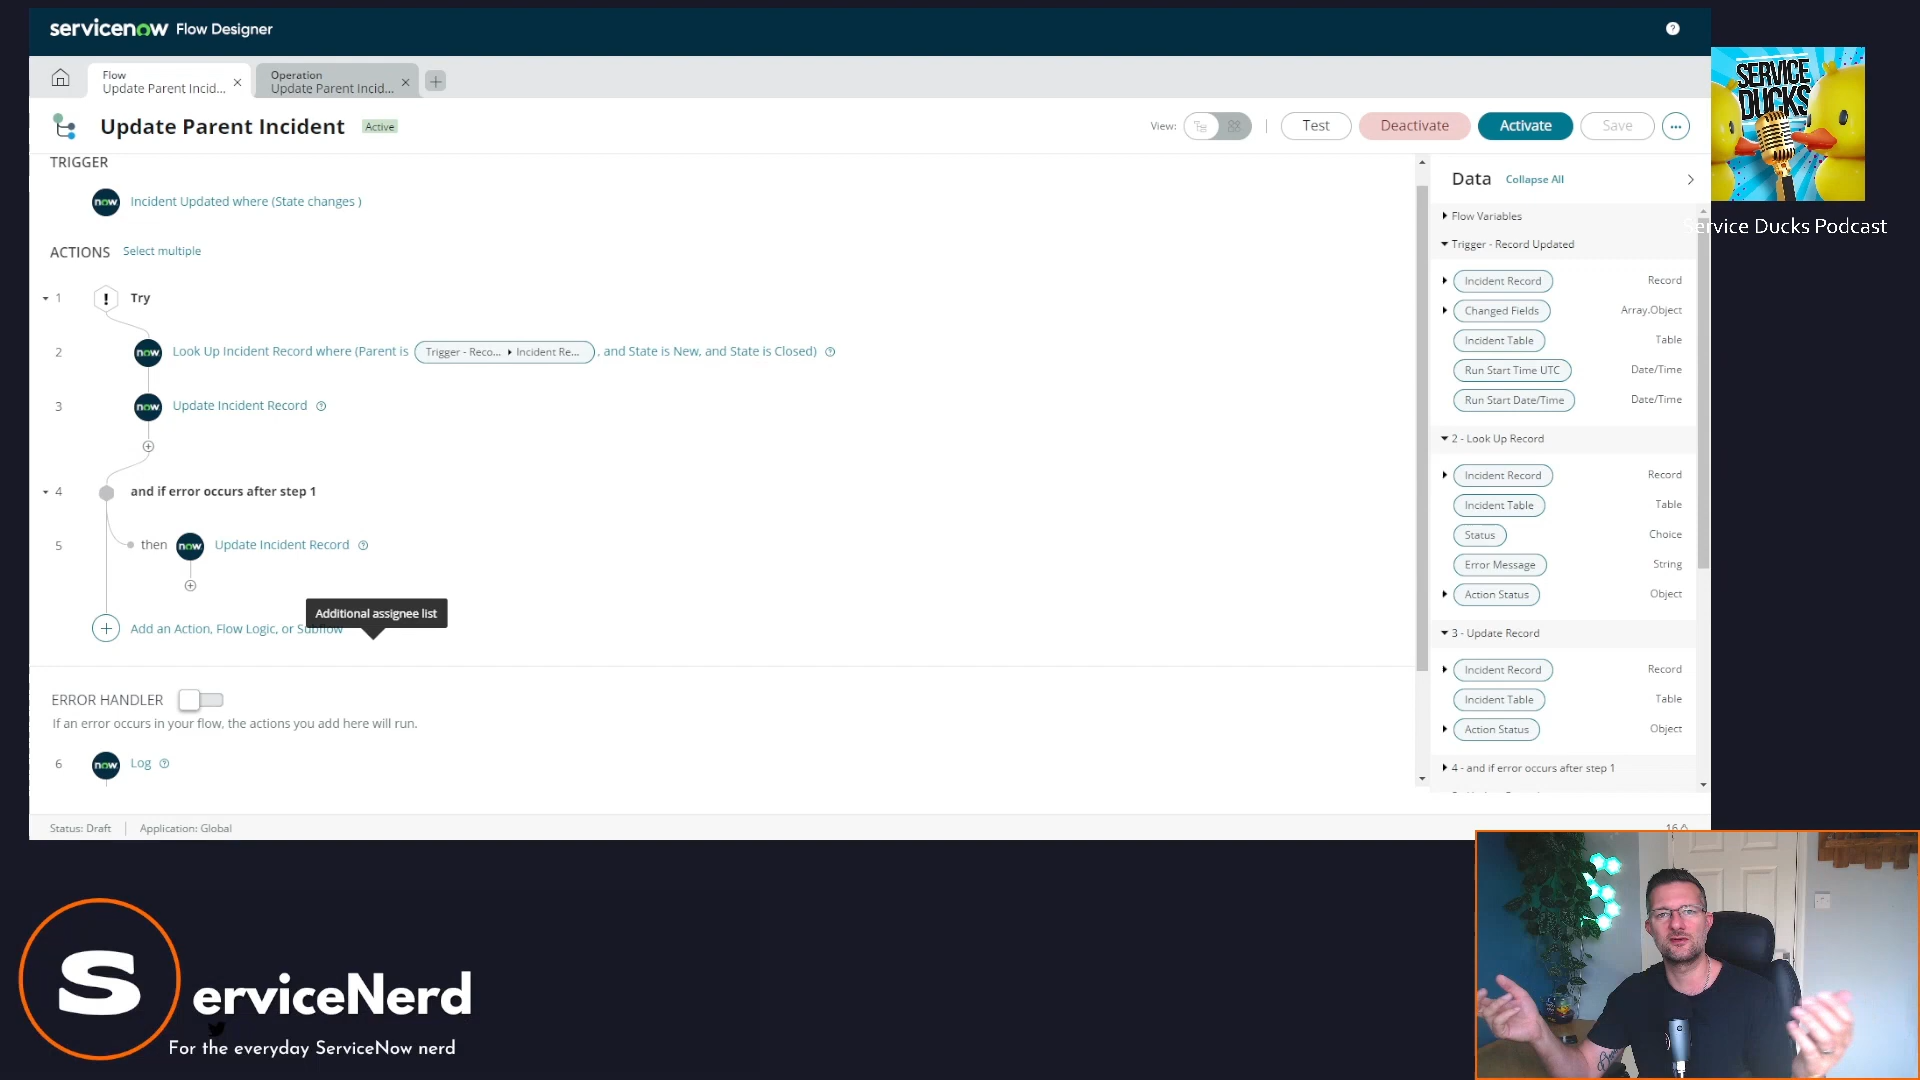 servicenow Flow Designer
?
Flow
Update Parent Incid...
Operation
Update Parent Incid...
Update Parent Incident
Active
View:
Test
Deactivate
Activate
Save
TRIGGER
now
Incident Updated where (State changes )
ACTIONS
Select multiple
1
!
Try
2
now
Look Up Incident Record where (Parent is Trigger - Reco... Incident Re... , and State is New, and State is Closed)
3
now
Update Incident Record
4
and if error occurs after step 1
5
then
now
Update Incident Record
Additional assignee list
Add an Action, Flow Logic, or Subflow
ERROR HANDLER
If an error occurs in your flow, the actions you add here will run.
6
now
Log
Status: Draft
Application: Global
Data
Collapse All
Flow Variables
Trigger - Record Updated
Incident Record Record
Changed Fields Array.Object
Incident Table Table
Run Start Time UTC Date/Time
Run Start Date/Time Date/Time
2 - Look Up Record
Incident Record Record
Incident Table Table
Status Choice
Error Message String
Action Status Object
3 - Update Record
Incident Record Record
Incident Table Table
Action Status Object
4 - and if error occurs after step 1
SERVICE
DUCKS
Service Ducks Podcast
S
erviceNerd
For the everyday ServiceNow nerd